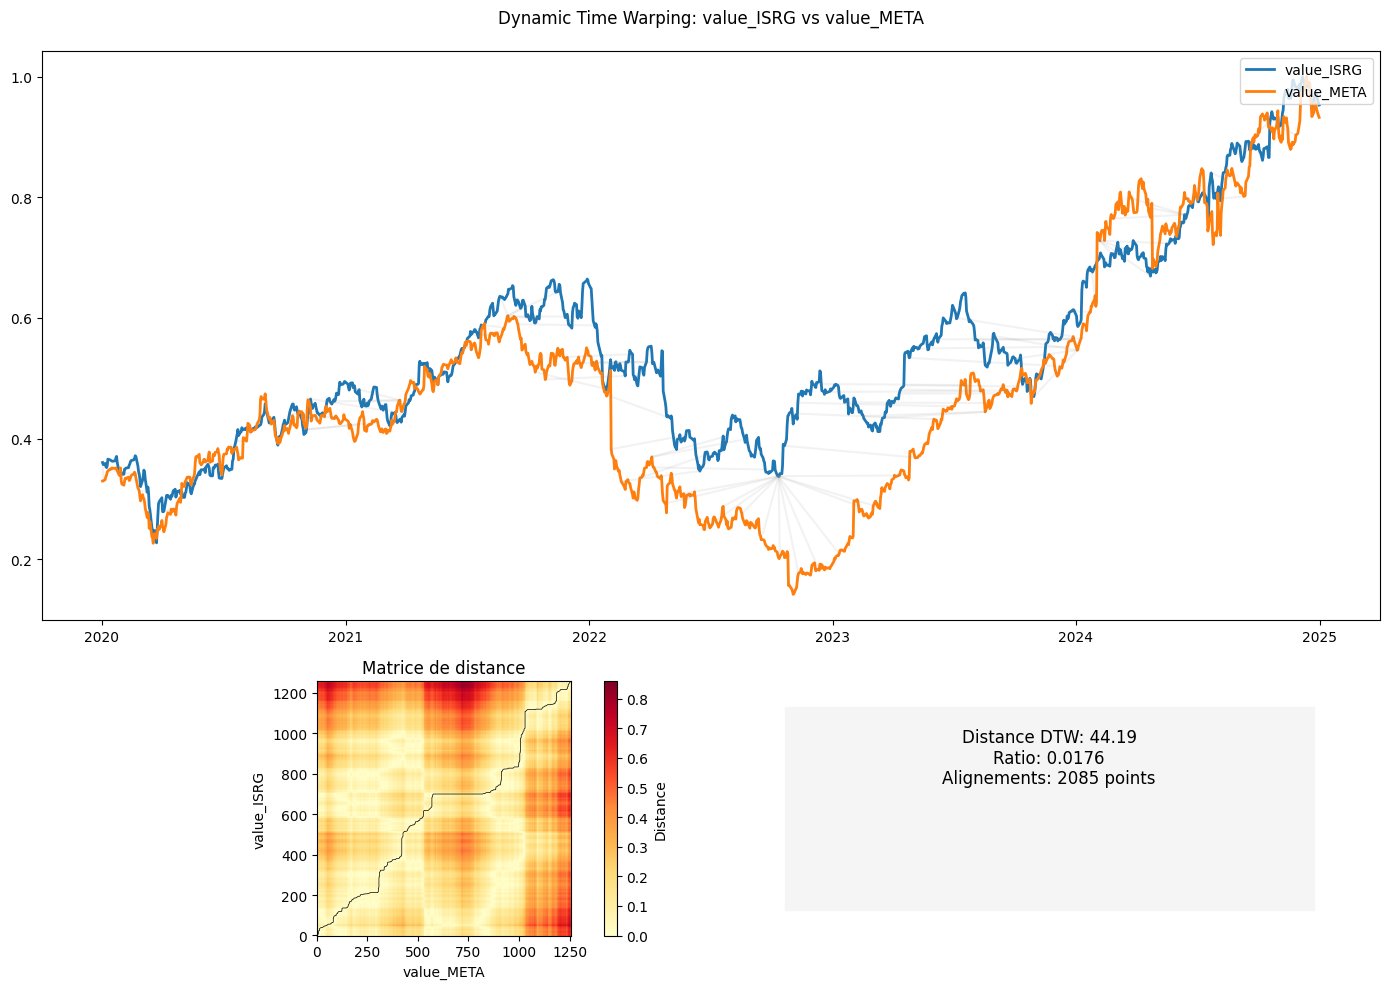 Dynamic Time Warping: value_ISRG vs value_META
1.0
0.8
0.6
0.4
0.2
value_ISRG
value_META
2020 2021 2022 2023 2024 2025
Matrice de distance
value_ISRG
1200
1000
800
600
400
200
0
0 250 500 750 1000 1250
value_META
0.8
0.7
0.6
0.5
0.4
0.3
0.2
0.1
0.0
Distance
Distance DTW: 44.19
Ratio: 0.0176
Alignements: 2085 points